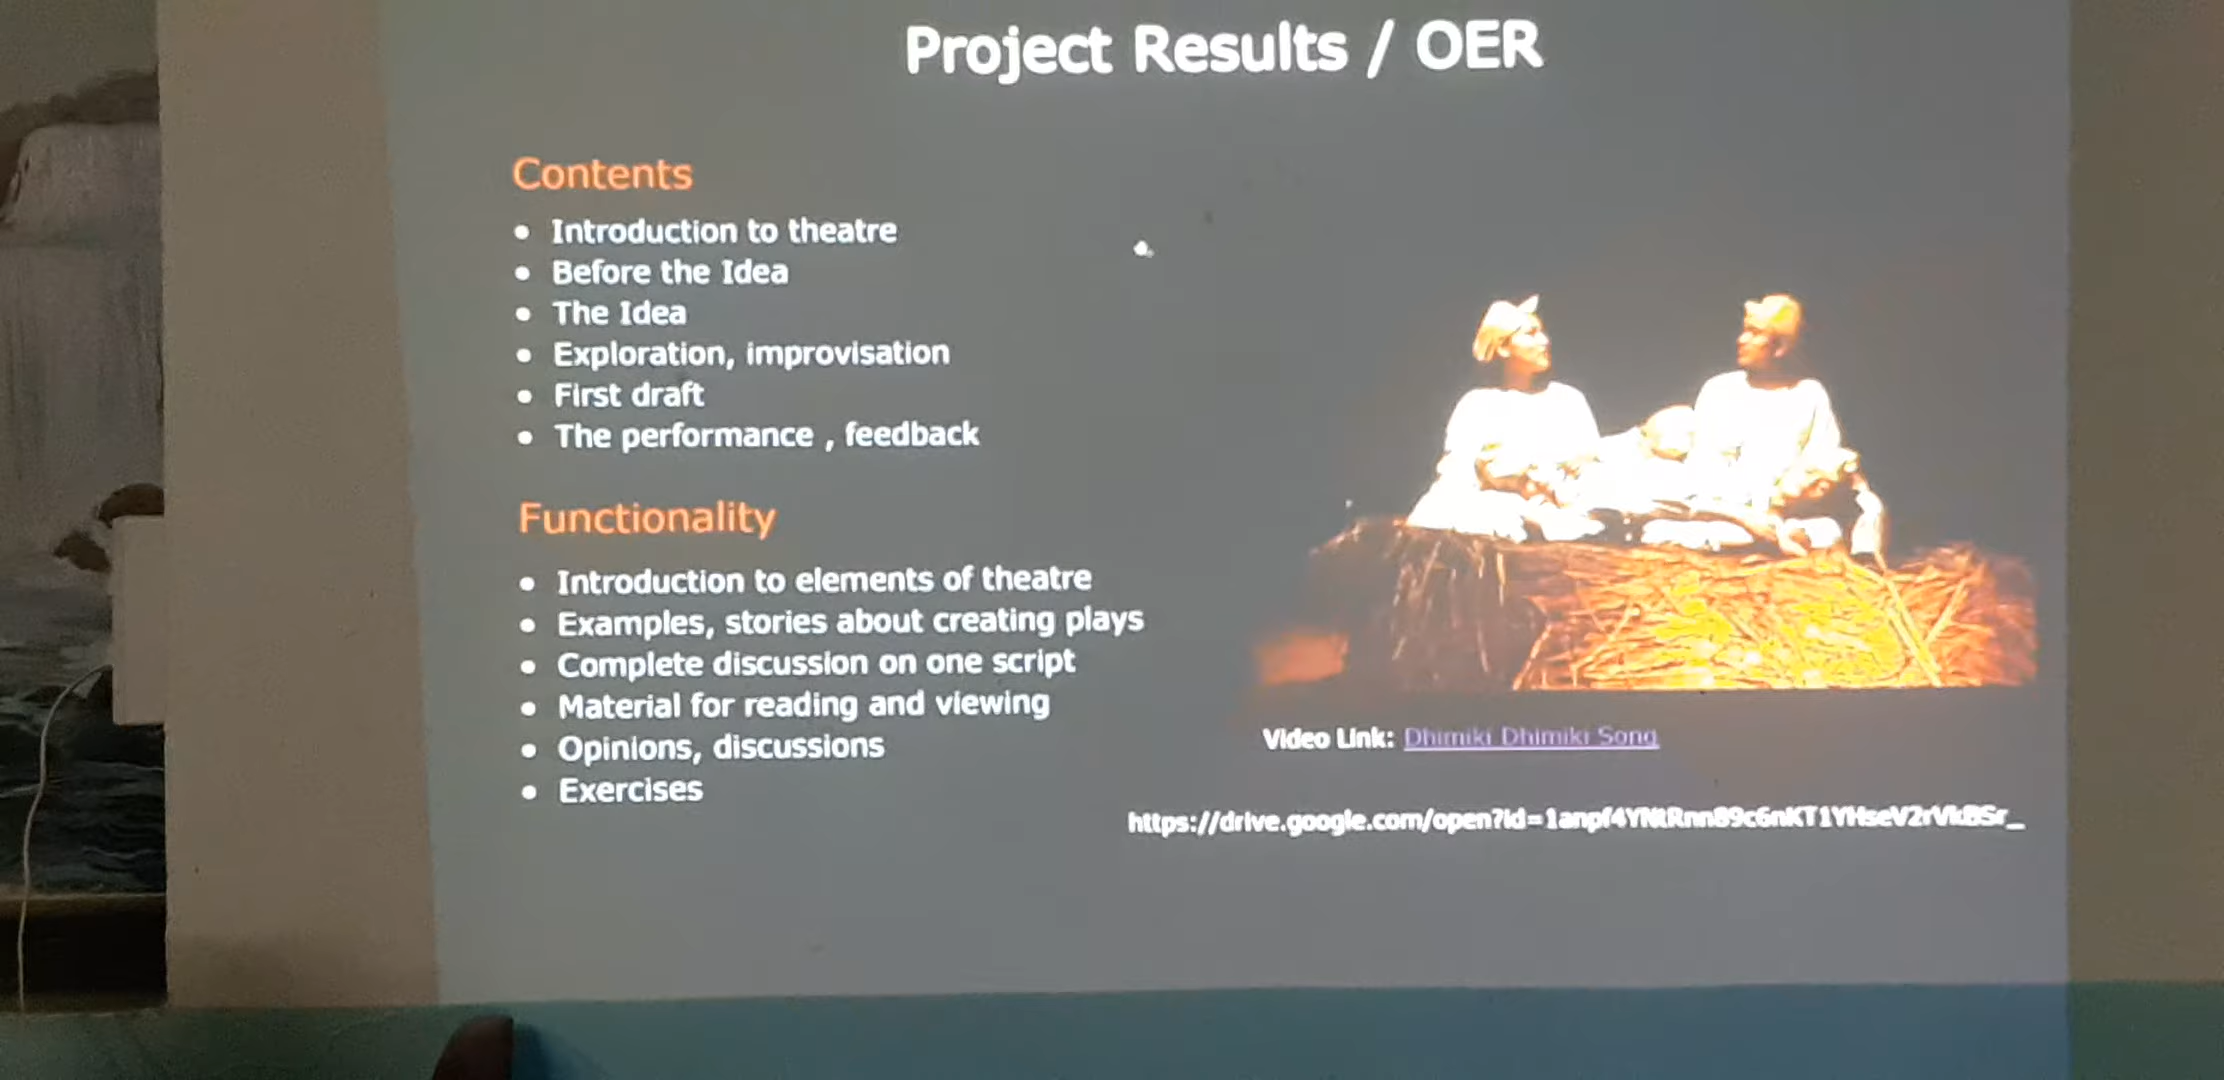 Project Results / OER
Contents
• Introduction to theatre
• Before the Idea
• The Idea
• Exploration, improvisation
• First draft
• The performance , feedback
Functionality
• Introduction to elements of theatre
• Examples, stories about creating plays
• Complete discussion on one script
• Material for reading and viewing
• Opinions, discussions
• Exercises
Video Link: Dhimiki Dhimiki Song